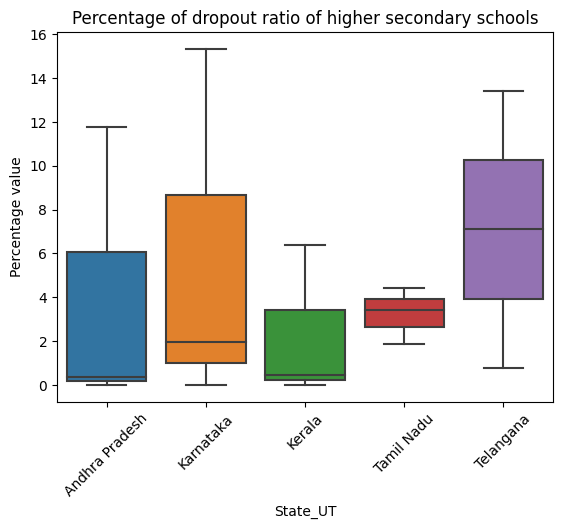 Percentage of dropout ratio of higher secondary schools
Percentage value
16
14
12
10
8
6
4
2
0
Andhra Pradesh
Karnataka
Kerala
Tamil Nadu
Telangana
State_UT